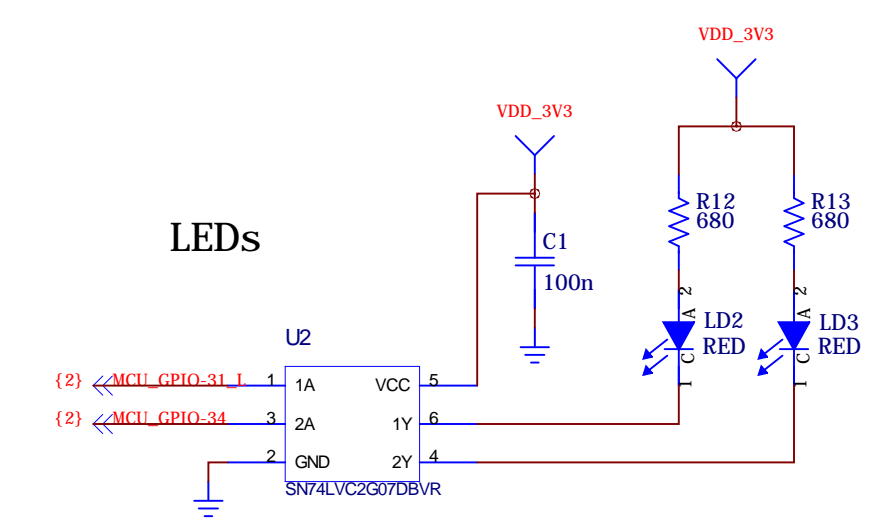 VDD_3V3
VDD_3V3
LEDs
R12
680
R13
680
C1
100n
2
2
A
A
LD2
RED
LD3
RED
C
C
1
1
U2
{2} MCU_GPIO-31_L 1 1A VCC 5
{2} MCU_GPIO-34 3 2A 1Y 6
2 GND 2Y 4
SN74LVC2G07DBVR